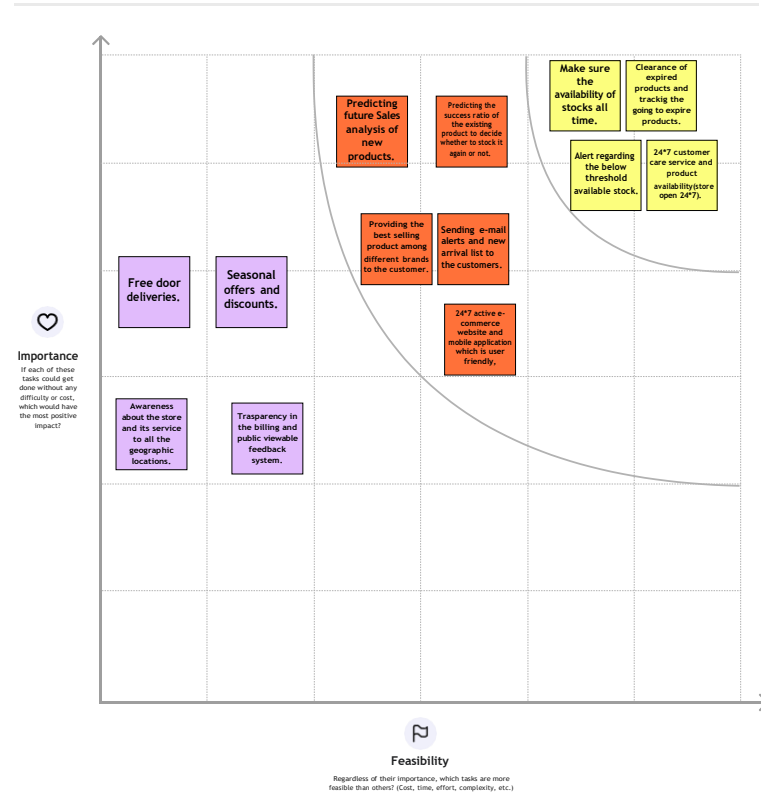 Make sure
the
availability of
stocks all
time.
Clearance of
expired
products and
trackig the
going to expire
products.
Predicting
future Sales
analysis of
new
products.
Predicting the
success ratio of
the existing
product to decide
whether to stock it
again or not.
Alert regarding
the below
threshold
available stock.
24*7 customer
care service and
product
availability(store
open 24*7).
Providing the
best selling
product among
different brands
to the customer.
Sending e-mail
alerts and new
arrival list to
the customers.
Free door
deliveries.
Seasonal
offers and
discounts.
24*7 active e-
commerce
website and
mobile application
which is user
friendly,
Importance
If each of these
tasks could get
done without any
difficulty or cost,
which would have
the most positive
impact?
Awareness
about the store
and its service
to all the
geographic
locations.
Trasparency in
the billing and
public viewable
feedback
system.
Feasibility
Regardless of their importance, which tasks are more
feasible than others? (Cost, time, effort, complexity, etc.)